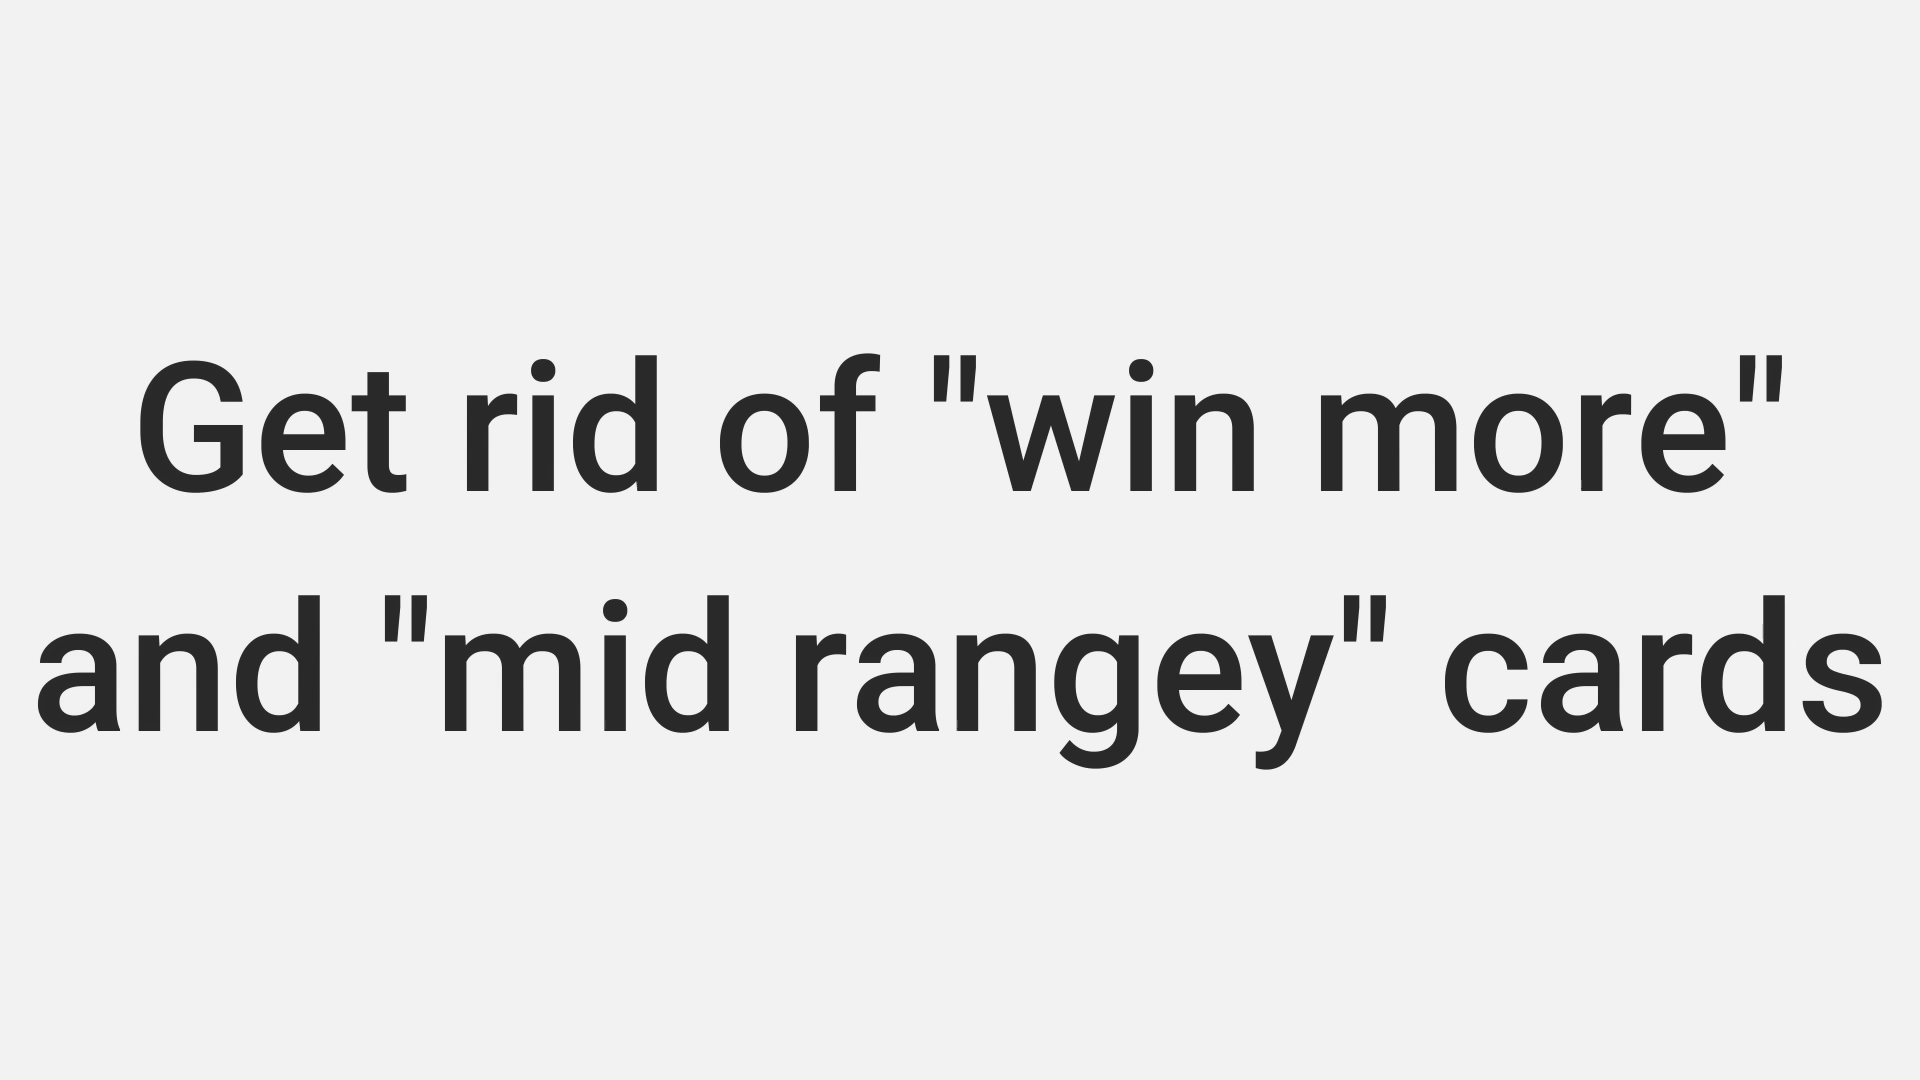 Get rid of "win more"
and "mid rangey" cards